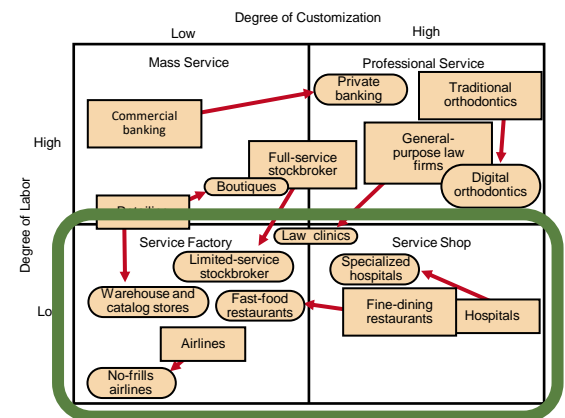 Degree of Customization
Low
High
Mass Service
Professional Service
Private
banking
Traditional
orthodontics
Commercial
banking
High
General-
purpose law
firms
Full-service
stockbroker
Boutiques
Digital
orthodontics
Degree of Labor
Law clinics
Service Factory
Service Shop
Limited-service
stockbroker
Specialized
hospitals
Warehouse and
catalog stores
Fast-food
restaurants
Fine-dining
restaurants
Hospitals
Airlines
No-frills
airlines